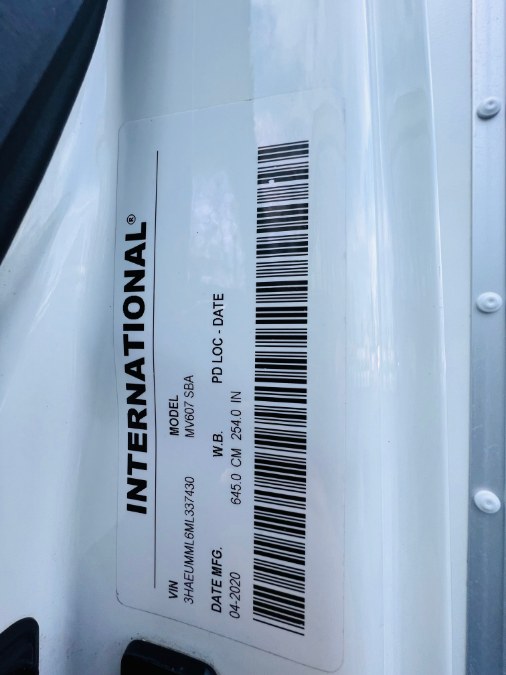 INTERNATIONAL®
VIN MODEL
3HAEUMML6ML337430 MV607 SBA
DATE MFG. W.B. PD LOC - DATE
04-2020 645.0 CM 254.0 IN